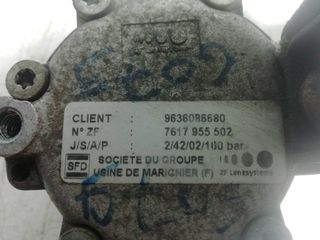 CLIENT : 9636086680
N° ZF : 7617 955 502
J/S/A/P : 2/42/02/100 bar
SFD SOCIETE DU GROUPE
USINE DE MARIGNIER (F) ZF Lenksysteme